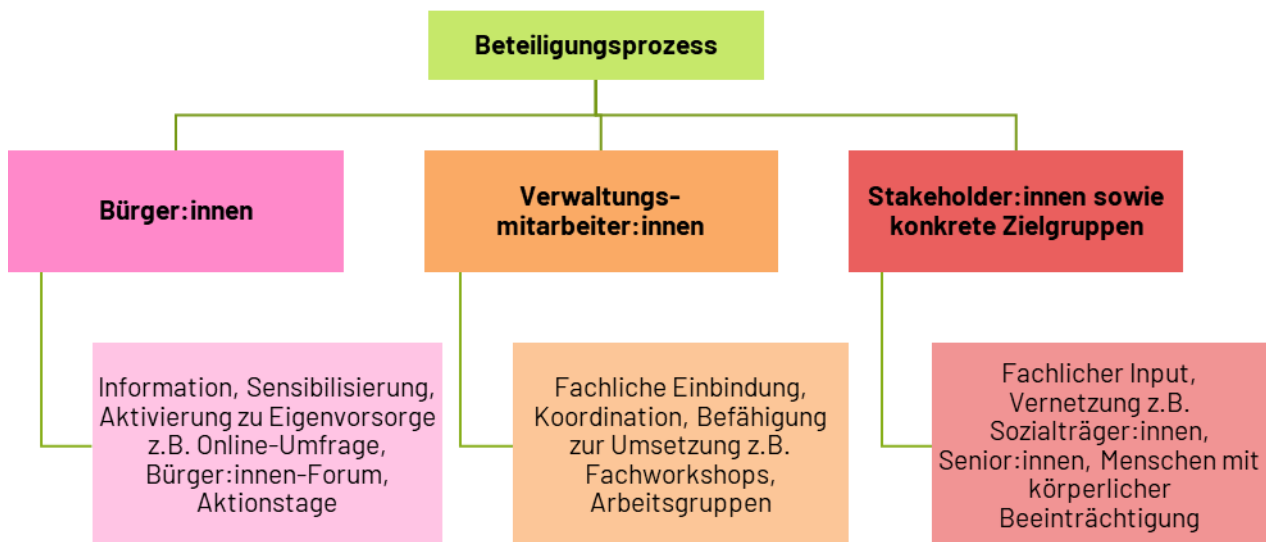 Beteiligungsprozess
Bürger:innen
Verwaltungs-
mitarbeiter:innen
Stakeholder:innen sowie
konkrete Zielgruppen
Information, Sensibilisierung,
Aktivierung zu Eigenvorsorge
z.B. Online-Umfrage,
Bürger:innen-Forum,
Aktionstage
Fachliche Einbindung,
Koordination, Befähigung
zur Umsetzung z.B.
Fachworkshops,
Arbeitsgruppen
Fachlicher Input,
Vernetzung z.B.
Sozialträger:innen,
Senior:innen, Menschen mit
körperlicher
Beeinträchtigung